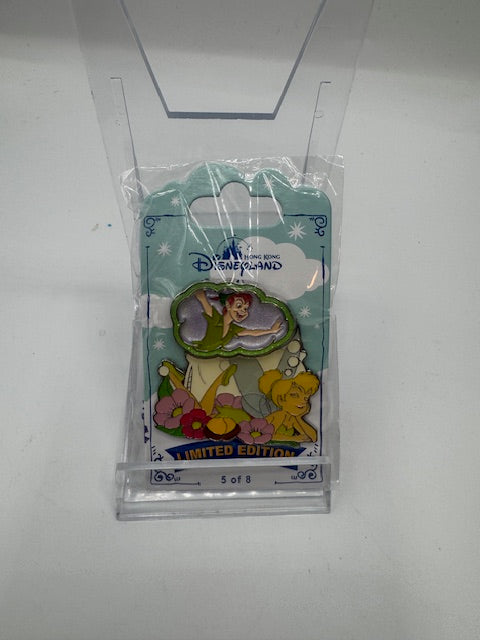 HONG KONG
DISNEYLAND
LIMITED EDITION
5 of 8